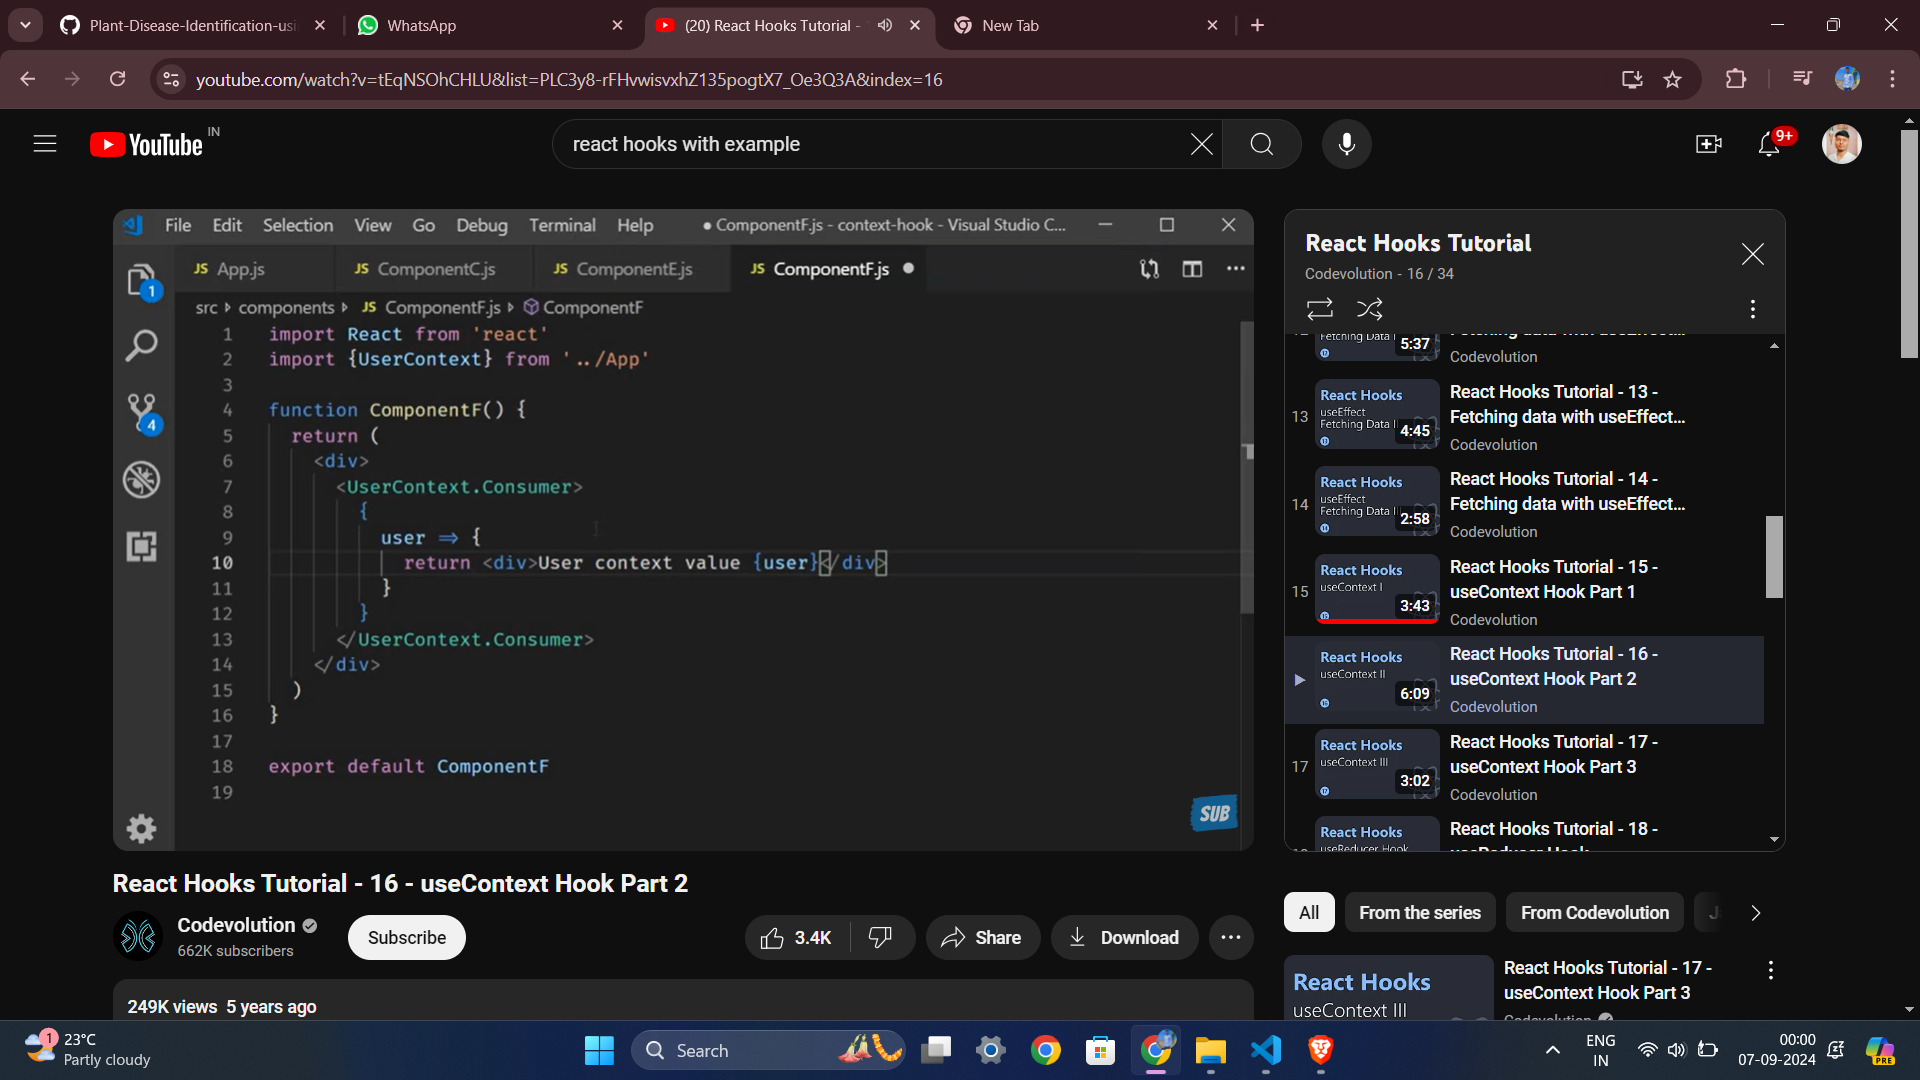 Plant-Disease-Identification-usi
WhatsApp
(20) React Hooks Tutorial -
New Tab
youtube.com/watch?v=tEqNSOhCHLU&list=PLC3y8-rFHvwisvxhZ135pogtX7_Oe3Q3A&index=16
YouTube IN
react hooks with example
9+
File Edit Selection View Go Debug Terminal Help
● ComponentF.js - context-hook - Visual Studio C...
JS App.js
JS ComponentC.js
JS ComponentE.js
JS ComponentF.js
src components JS ComponentF.js ComponentF
1
4
1 import React from 'react'
2 import {UserContext} from '../App'
3
4 function ComponentF() {
5 return (
6 <div>
7 <UserContext.Consumer>
8 {
9 user => {
10 return <div>User context value {user}</div>
11 }
12 }
13 </UserContext.Consumer>
14 </div>
15 )
16 }
17
18 export default ComponentF
19
SUB
React Hooks Tutorial - 16 - useContext Hook Part 2
Codevolution
662K subscribers
Subscribe
3.4K
Share
Download
249K views 5 years ago
React Hooks Tutorial
Codevolution - 16 / 34
Fetching Data
5:37
Fetching data with useEffect...
Codevolution
13
React Hooks
useEffect
Fetching Data
4:45
React Hooks Tutorial - 13 -
Fetching data with useEffect...
Codevolution
14
React Hooks
useEffect
Fetching Data
2:58
React Hooks Tutorial - 14 -
Fetching data with useEffect...
Codevolution
15
React Hooks
useContext I
3:43
React Hooks Tutorial - 15 -
useContext Hook Part 1
Codevolution
React Hooks
useContext II
6:09
React Hooks Tutorial - 16 -
useContext Hook Part 2
Codevolution
17
React Hooks
useContext III
3:02
React Hooks Tutorial - 17 -
useContext Hook Part 3
Codevolution
React Hooks
useReducer Hook
React Hooks Tutorial - 18 -
useReducer Hook
All
From the series
From Codevolution
React Hooks
useContext III
React Hooks Tutorial - 17 -
useContext Hook Part 3
Codevolution
1
23°C
Partly cloudy
Search
PRE
ENG
IN
00:00
07-09-2024